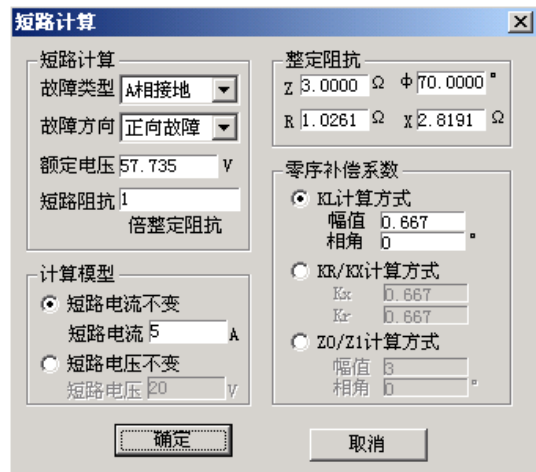 短路计算
短路计算
故障类型 A相接地
故障方向 正向故障
额定电压 57.735 V
短路阻抗 1
倍整定阻抗
计算模型
短路电流不变
短路电流 5 A
短路电压不变
短路电压 20 V
整定阻抗
Z 3.0000 Ω Φ 70.0000 °
R 1.0261 Ω X 2.8191 Ω
零序补偿系数
KL计算方式
幅值 0.667
相角 0 °
KR/KX计算方式
Kx 0.667
Kr 0.667
Z0/Z1计算方式
幅值 3
相角 0 °
确定
取消